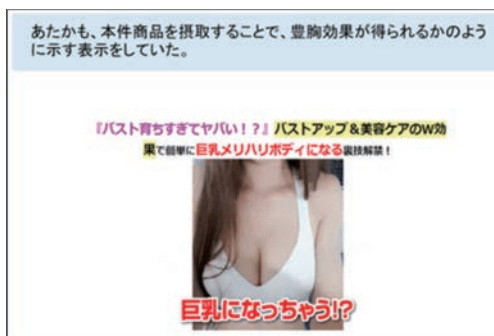 あたかも、本件商品を摂取することで、豊胸効果が得られるかのよう
に示す表示をしていた。
『バスト育ちすぎてヤバい！？』バストアップ＆美容ケアのW効
果で簡単に巨乳メリハリボディになる裏技解禁！
巨乳になっちゃう!?